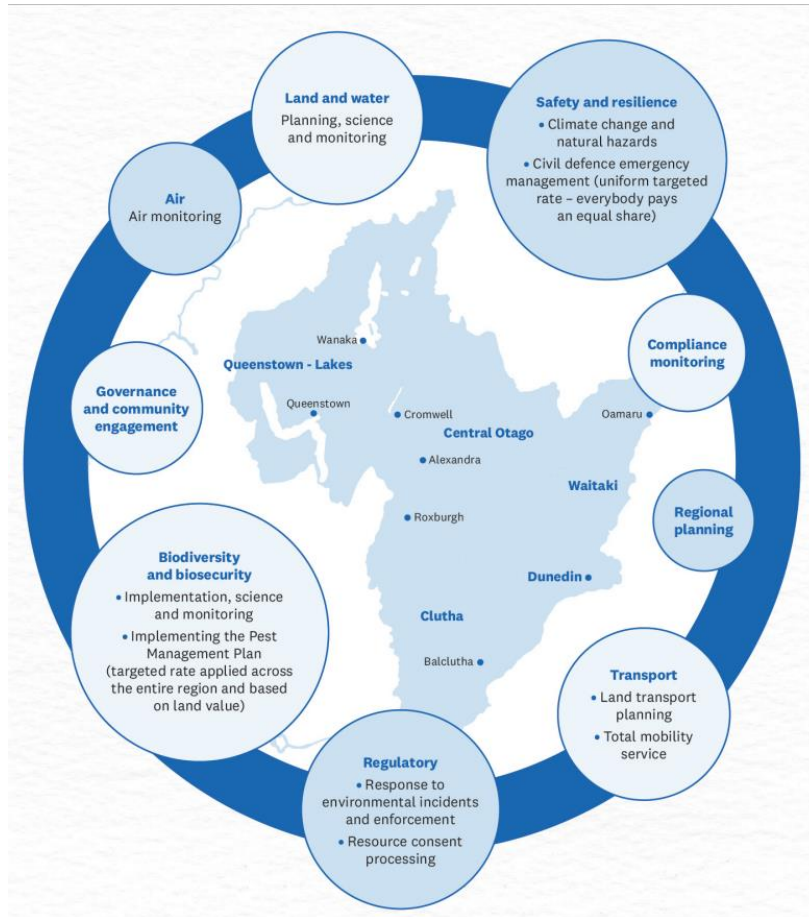 Land and water
Planning, science
and monitoring
Safety and resilience
• Climate change and
natural hazards
• Civil defence emergency
management (uniform targeted
rate – everybody pays
an equal share)
Air
Air monitoring
Compliance
monitoring
Governance
and community
engagement
Regional
planning
Biodiversity
and biosecurity
• Implementation, science
and monitoring
• Implementing the Pest
Management Plan
(targeted rate applied across
the entire region and based
on land value)
Transport
• Land transport
planning
• Total mobility
service
Regulatory
• Response to
environmental incidents
and enforcement
• Resource consent
processing
Wanaka
Queenstown - Lakes
Queenstown
Cromwell
Oamaru
Central Otago
Alexandra
Waitaki
Roxburgh
Dunedin
Clutha
Balclutha